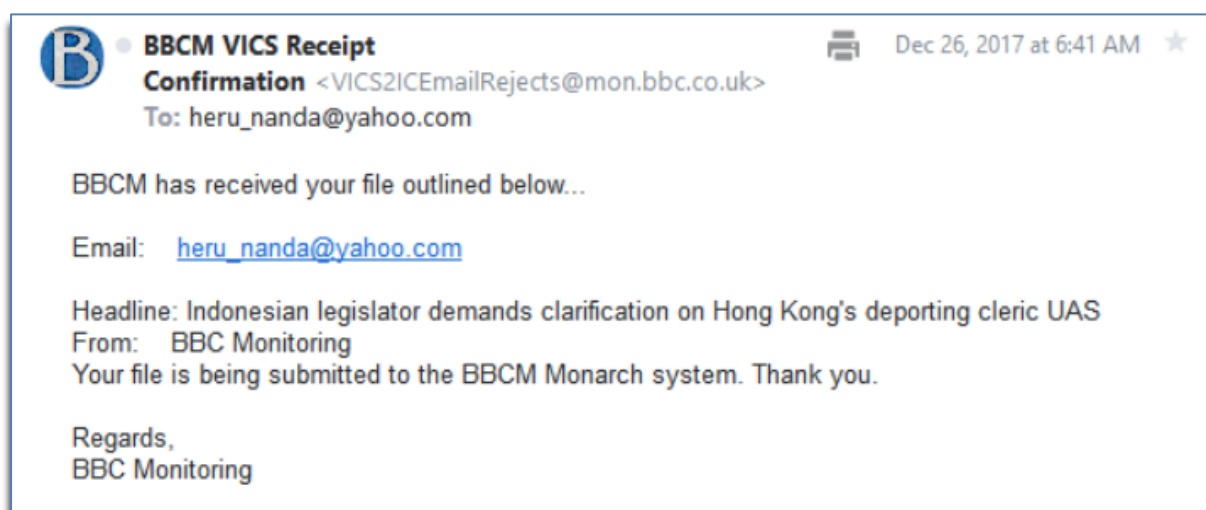 B
BBCM VICS Receipt Dec 26, 2017 at 6:41 AM
Confirmation <VICS2ICEmailRejects@mon.bbc.co.uk>
To: heru_nanda@yahoo.com
BBCM has received your file outlined below...
Email: heru_nanda@yahoo.com
Headline: Indonesian legislator demands clarification on Hong Kong's deporting cleric UAS
From: BBC Monitoring
Your file is being submitted to the BBCM Monarch system. Thank you.
Regards,
BBC Monitoring